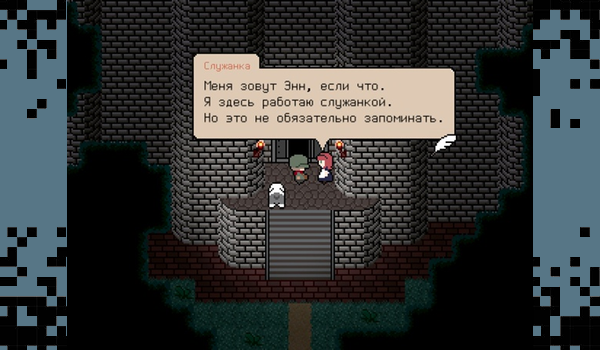 Служанка
Меня зовут Энн, если что.
Я здесь работаю служанкой.
Но это не обязательно запоминать.